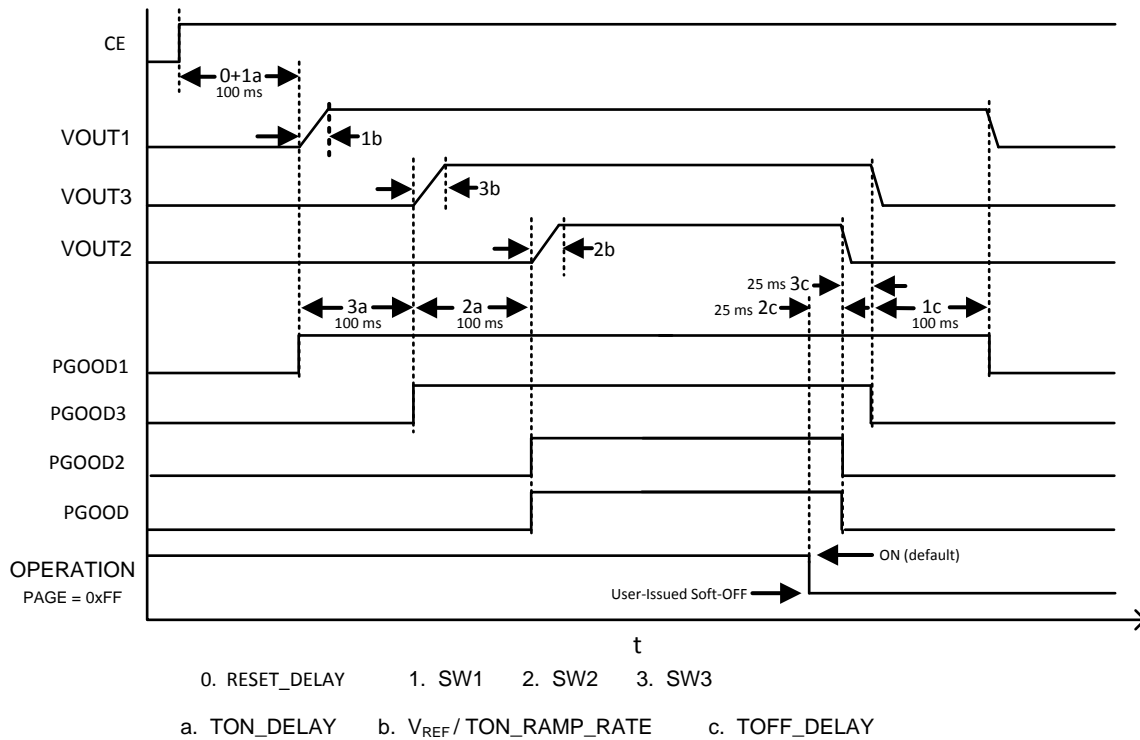 CE
0+1a
100 ms
VOUT1
1b
VOUT3
3b
VOUT2
2b
25 ms 3c
3a
100 ms
2a
100 ms
25 ms 2c
1c
100 ms
PGOOD1
PGOOD3
PGOOD2
PGOOD
OPERATION
PAGE = 0xFF
ON (default)
User-Issued Soft-OFF
t
0. RESET_DELAY 1. SW1 2. SW2 3. SW3
a. TON_DELAY b. VREF / TON_RAMP_RATE c. TOFF_DELAY